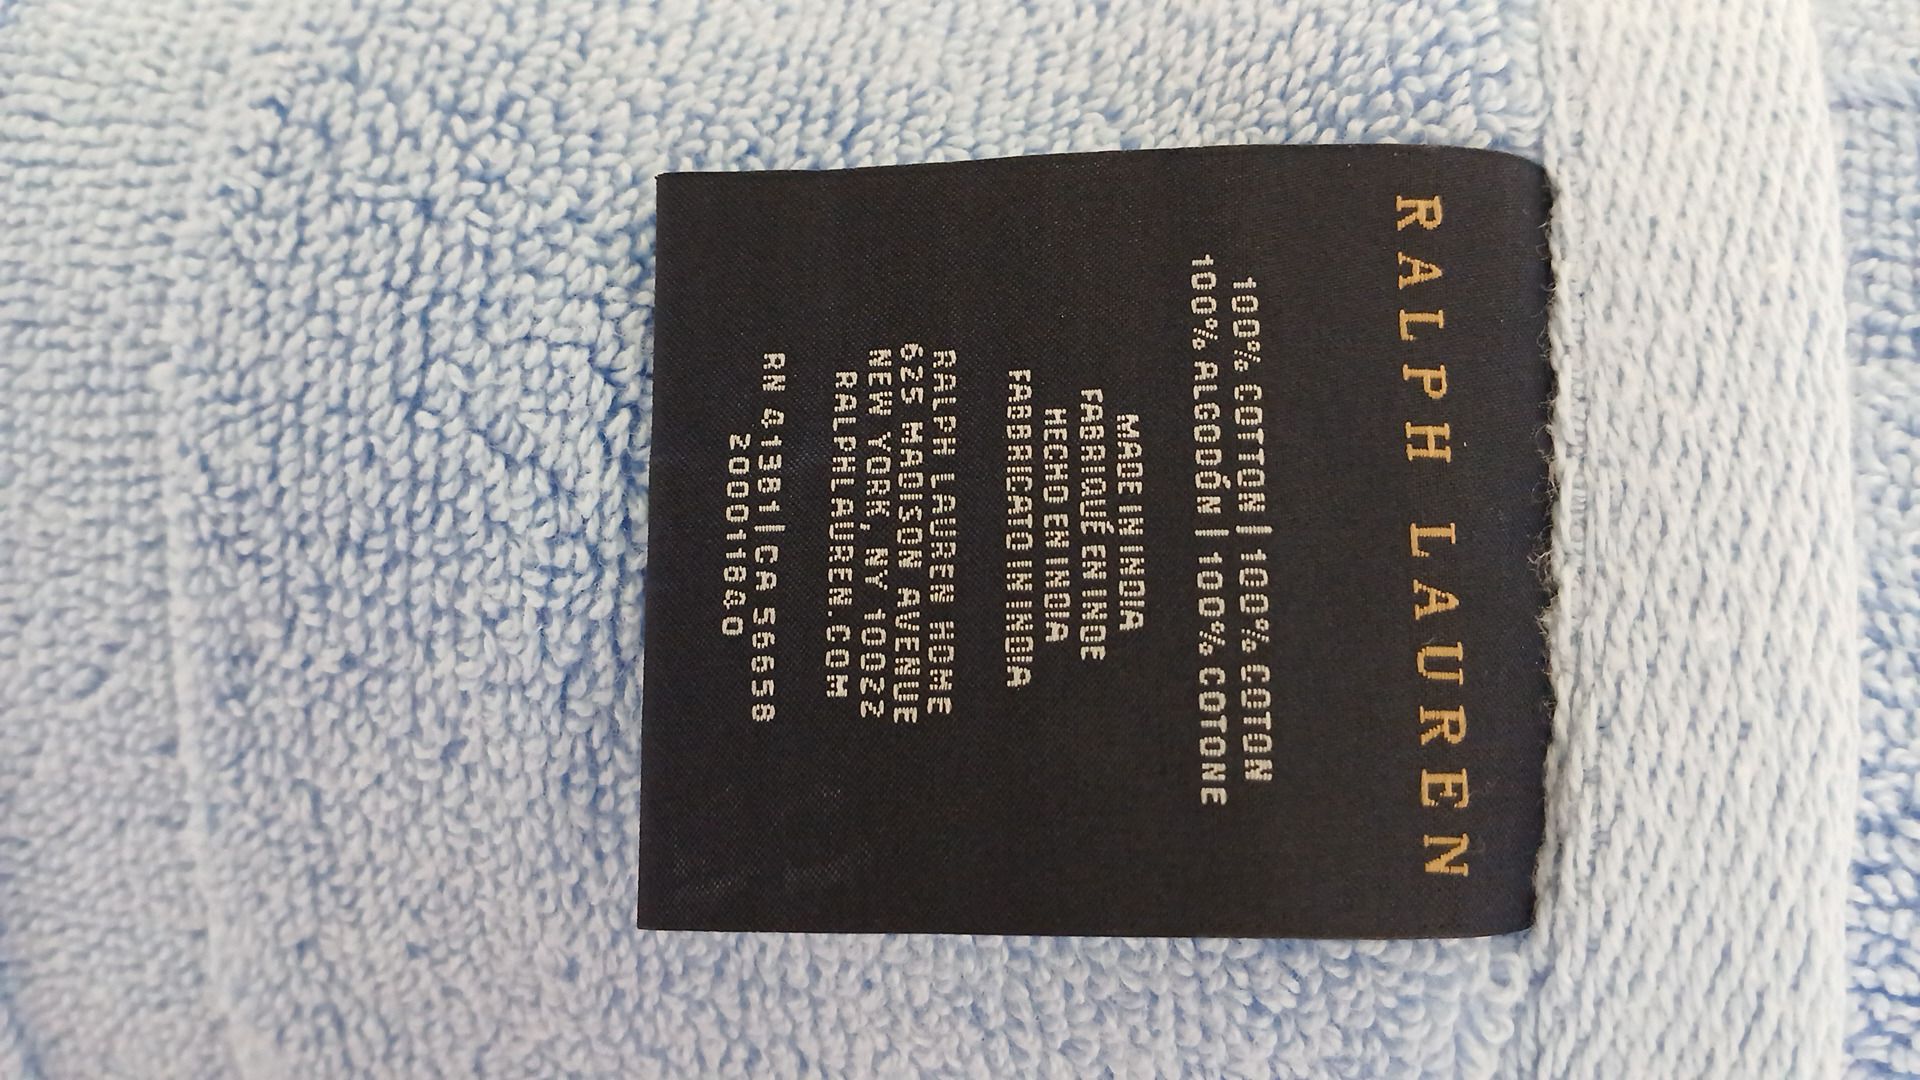 RALPH LAUREN
100% COTTON | 100% COTON
100% ALGODÓN | 100% COTONE
MADE IN INDIA
FABRIQUÉ EN INDE
HECHO EN INDIA
FABBRICATO IN INDIA
RALPH LAUREN HOME
625 MADISON AVENUE
NEW YORK, NY 10022
RALPHLAUREN.COM
RN 41381|CA 56658
200011840